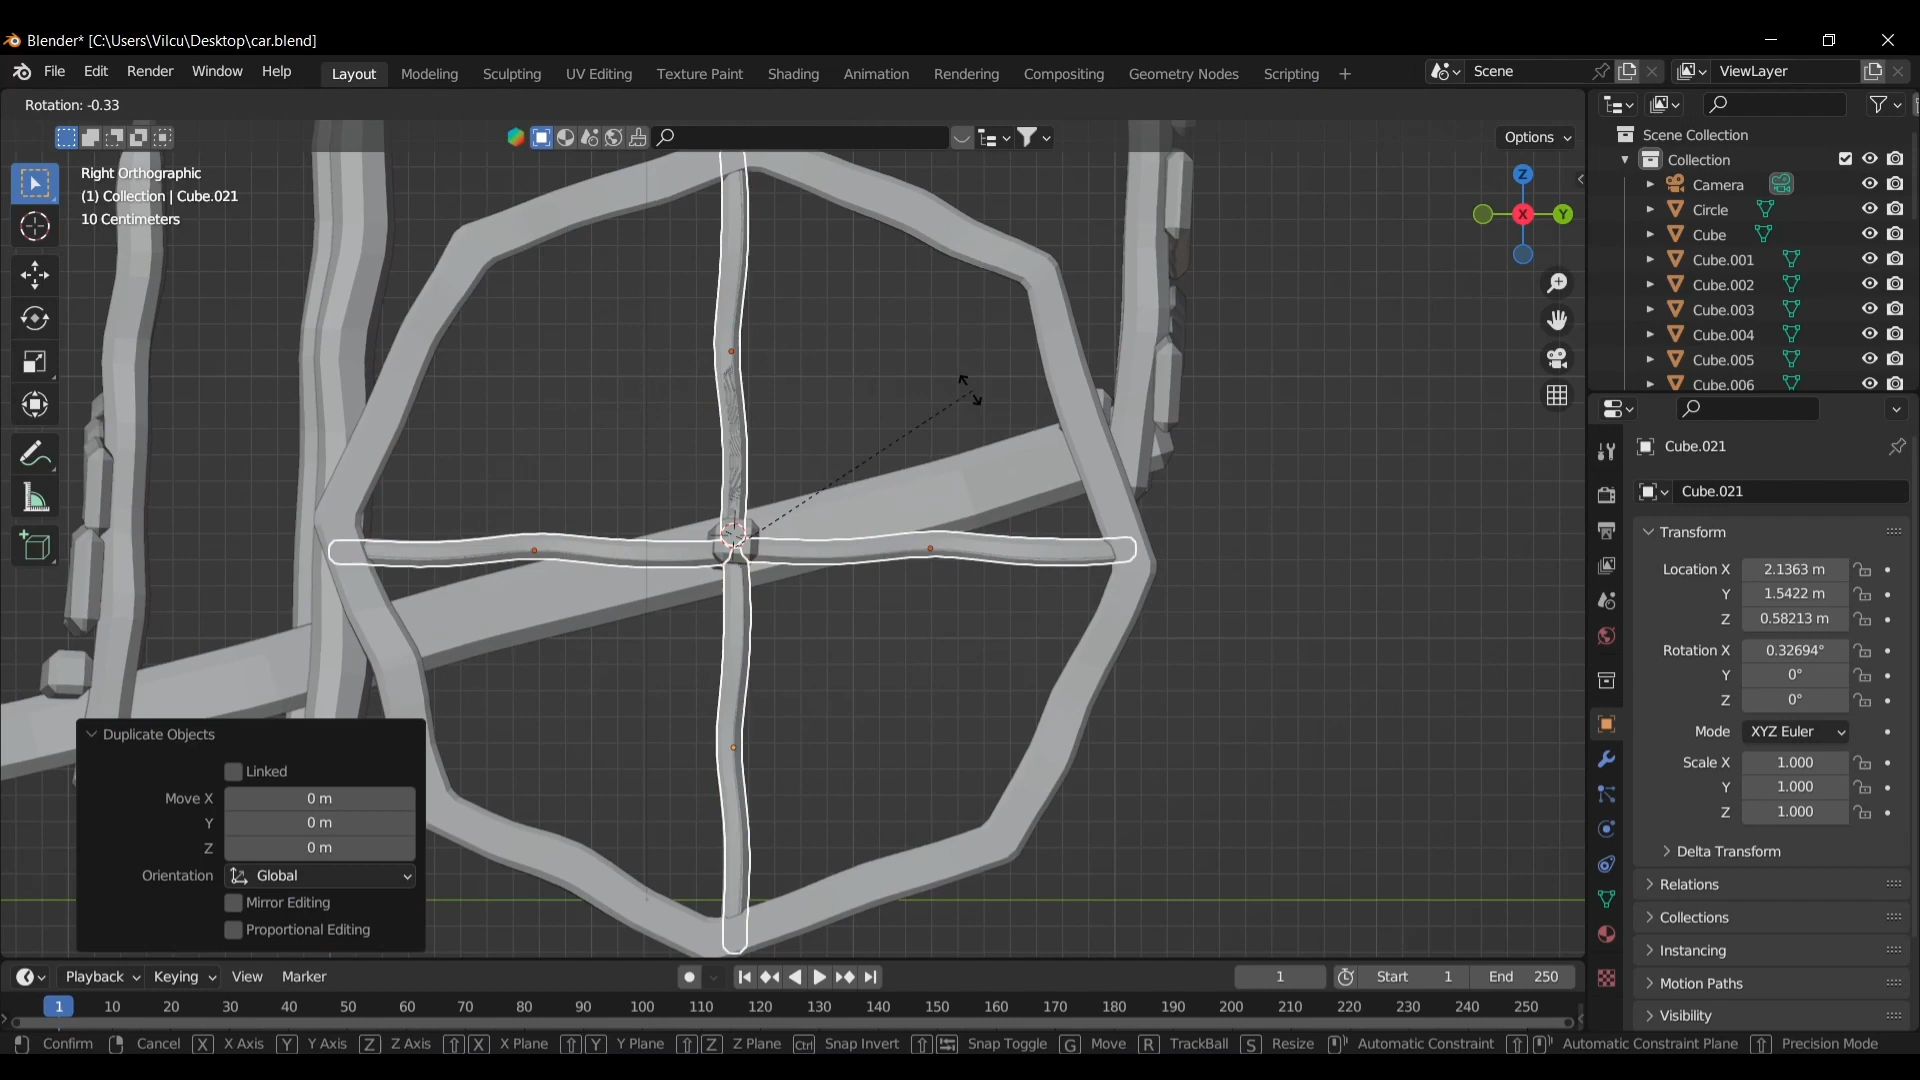 Blender* [C:\Users\Vilcu\Desktop\car.blend]
File Edit Render Window Help Layout Modeling Sculpting UV Editing Texture Paint Shading Animation Rendering Compositing Geometry Nodes Scripting + Scene ViewLayer
Rotation: -0.33
Options
Right Orthographic
(1) Collection | Cube.021
10 Centimeters
Z
X
Y
Scene Collection
Collection
Camera
Circle
Cube
Cube.001
Cube.002
Cube.003
Cube.004
Cube.005
Cube.006
Cube.021
Cube.021
Transform
Location X 2.1363 m
Y 1.5422 m
Z 0.58213 m
Rotation X 0.32694°
Y 0°
Z 0°
Mode XYZ Euler
Scale X 1.000
Y 1.000
Z 1.000
Delta Transform
Relations
Collections
Instancing
Motion Paths
Visibility
Duplicate Objects
Linked
Move X 0 m
Y 0 m
Z 0 m
Orientation Global
Mirror Editing
Proportional Editing
Playback Keying View Marker 1 Start 1 End 250
1 10 20 30 40 50 60 70 80 90 100 110 120 130 140 150 160 170 180 190 200 210 220 230 240 250
Confirm Cancel X X Axis Y Y Axis Z Z Axis X X Plane Y Y Plane Z Z Plane Ctrl Snap Invert Snap Toggle G Move R TrackBall S Resize Automatic Constraint Automatic Constraint Plane Precision Mode